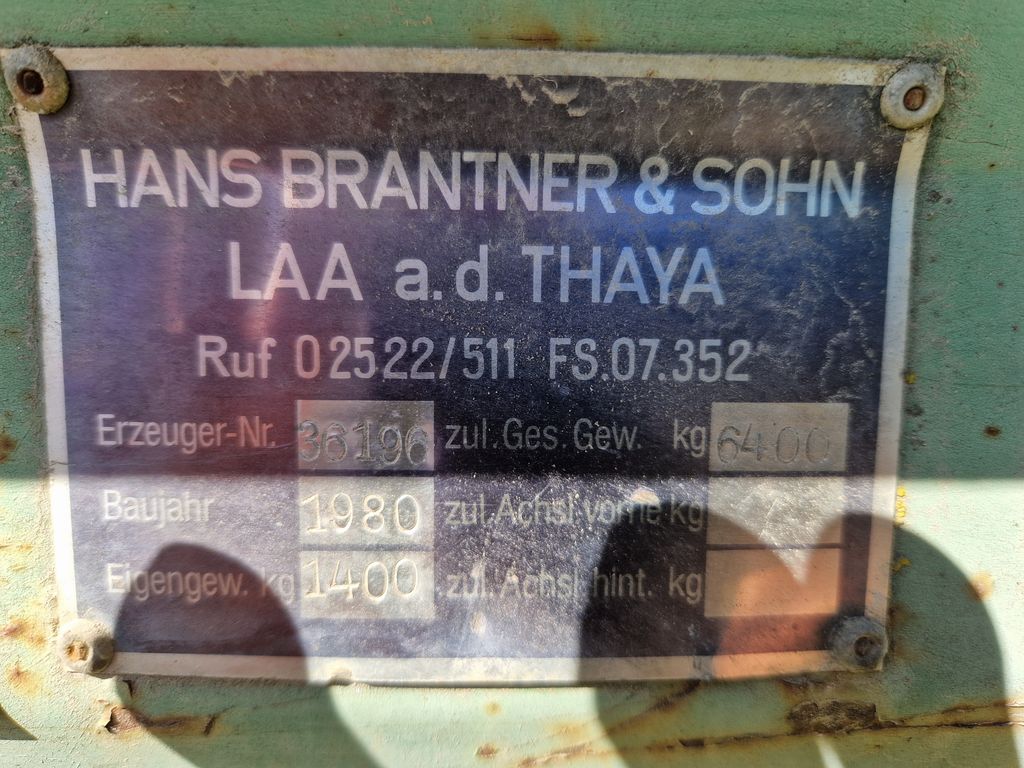 HANS BRANTNER & SOHN
LAA a.d. THAYA
Ruf 02522/511 FS.07.352
Erzeuger-Nr. 36196 zul.Ges.Gew. kg 6400
Baujahr 1980 zul.Achsl vorne kg
Eigengew. kg 1400 zul.Achsl.hint. kg